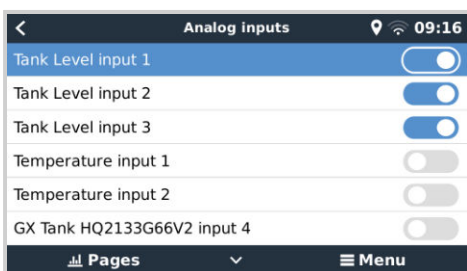 Analog inputs 09:16
Tank Level input 1
Tank Level input 2
Tank Level input 3
Temperature input 1
Temperature input 2
GX Tank HQ2133G66V2 input 4
Pages Menu